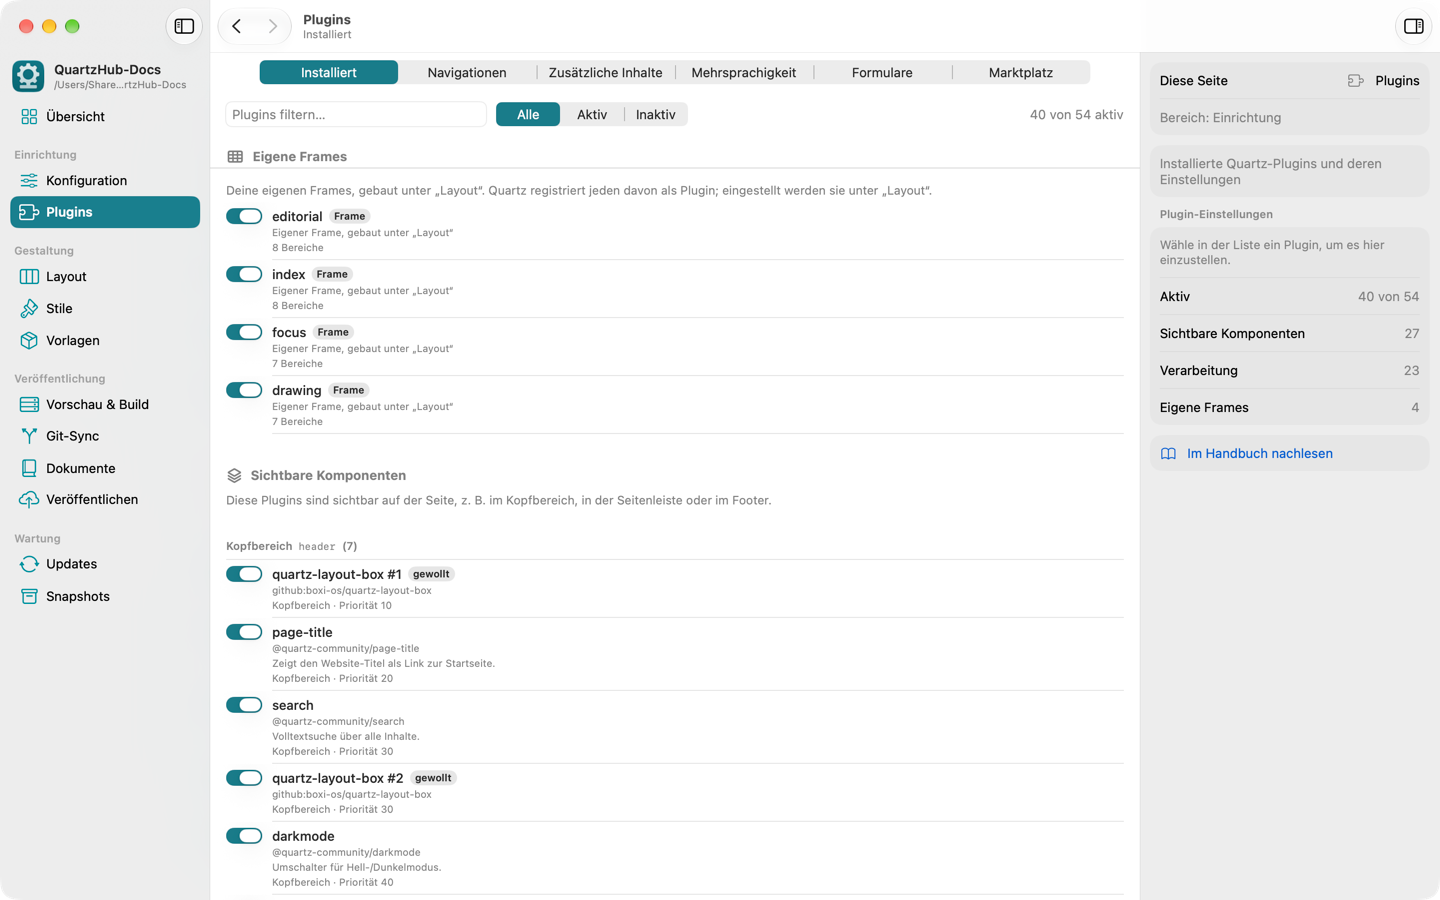 QuartzHub-Docs
/Users/Share...rtzHub-Docs
Übersicht
Einrichtung
Konfiguration
Plugins
Gestaltung
Layout
Stile
Vorlagen
Veröffentlichung
Vorschau & Build
Git-Sync
Dokumente
Veröffentlichen
Wartung
Updates
Snapshots
Plugins
Installiert
Installiert
Navigationen
Zusätzliche Inhalte
Mehrsprachigkeit
Formulare
Marktplatz
Plugins filtern...
Alle
Aktiv
Inaktiv
40 von 54 aktiv
Eigene Frames
Deine eigenen Frames, gebaut unter „Layout“. Quartz registriert jeden davon als Plugin; eingestellt werden sie unter „Layout“.
editorial Frame
Eigener Frame, gebaut unter „Layout“
8 Bereiche
index Frame
Eigener Frame, gebaut unter „Layout“
8 Bereiche
focus Frame
Eigener Frame, gebaut unter „Layout“
7 Bereiche
drawing Frame
Eigener Frame, gebaut unter „Layout“
7 Bereiche
Sichtbare Komponenten
Diese Plugins sind sichtbar auf der Seite, z. B. im Kopfbereich, in der Seitenleiste oder im Footer.
Kopfbereich header (7)
quartz-layout-box #1 gewollt
github:boxi-os/quartz-layout-box
Kopfbereich · Priorität 10
page-title
@quartz-community/page-title
Zeigt den Website-Titel als Link zur Startseite.
Kopfbereich · Priorität 20
search
@quartz-community/search
Volltextsuche über alle Inhalte.
Kopfbereich · Priorität 30
quartz-layout-box #2 gewollt
github:boxi-os/quartz-layout-box
Kopfbereich · Priorität 30
darkmode
@quartz-community/darkmode
Umschalter für Hell-/Dunkelmodus.
Kopfbereich · Priorität 40
Diese Seite
Plugins
Bereich: Einrichtung
Installierte Quartz-Plugins und deren
Einstellungen
Plugin-Einstellungen
Wähle in der Liste ein Plugin, um es hier
einzustellen.
Aktiv 40 von 54
Sichtbare Komponenten 27
Verarbeitung 23
Eigene Frames 4
Im Handbuch nachlesen